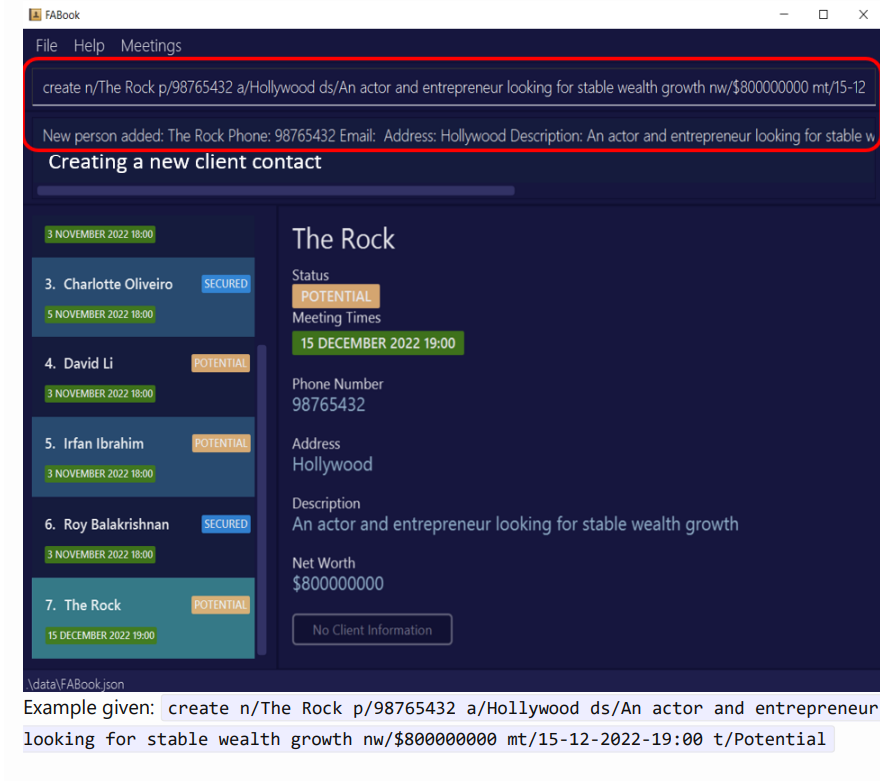 FABook
File Help Meetings
create n/The Rock p/98765432 a/Hollywood ds/An actor and entrepreneur looking for stable wealth growth nw/$800000000 mt/15-12
New person added: The Rock Phone: 98765432 Email: Address: Hollywood Description: An actor and entrepreneur looking for stable w
Creating a new client contact
3 NOVEMBER 2022 18:00
3. Charlotte Oliveiro SECURED
5 NOVEMBER 2022 18:00
4. David Li POTENTIAL
3 NOVEMBER 2022 18:00
5. Irfan Ibrahim POTENTIAL
3 NOVEMBER 2022 18:00
6. Roy Balakrishnan SECURED
3 NOVEMBER 2022 18:00
7. The Rock POTENTIAL
15 DECEMBER 2022 19:00
The Rock
Status
POTENTIAL
Meeting Times
15 DECEMBER 2022 19:00
Phone Number
98765432
Address
Hollywood
Description
An actor and entrepreneur looking for stable wealth growth
Net Worth
$800000000
No Client Information
\data\FABook.json
Example given: create n/The Rock p/98765432 a/Hollywood ds/An actor and entrepreneur
looking for stable wealth growth nw/$800000000 mt/15-12-2022-19:00 t/Potential